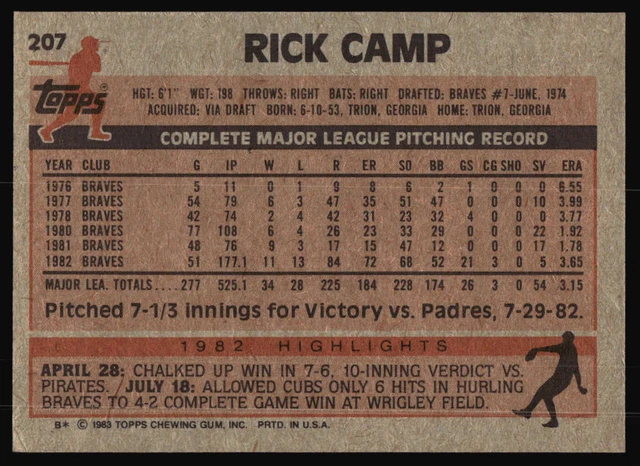 207
RICK CAMP
Topps
HGT: 6'1" WGT: 198 THROWS: RIGHT BATS: RIGHT DRAFTED: BRAVES #7-JUNE, 1974
ACQUIRED: VIA DRAFT BORN: 6-10-53, TRION, GEORGIA HOME: TRION, GEORGIA
COMPLETE MAJOR LEAGUE PITCHING RECORD
YEAR CLUB G IP W L R ER SO BB GS CG SHO SV ERA
1976 BRAVES 5 11 0 1 8 8 6 2 1 0 0 0 6.55
1977 BRAVES 54 79 6 3 47 35 51 47 0 0 0 10 3.99
1978 BRAVES 42 74 2 4 42 31 23 32 4 0 0 0 3.77
1980 BRAVES 77 108 6 4 26 23 33 29 0 0 0 22 1.92
1981 BRAVES 48 76 9 3 17 15 47 12 0 0 0 17 1.78
1982 BRAVES 51 177.1 11 13 84 72 68 52 21 3 0 5 3.65
MAJOR LEA. TOTALS.... 277 525.1 34 28 225 184 228 174 26 3 0 54 3.15
Pitched 7-1/3 innings for Victory vs. Padres, 7-29-82.
1982 HIGHLIGHTS
APRIL 28: CHALKED UP WIN IN 7-6, 10-INNING VERDICT VS.
PIRATES. JULY 18: ALLOWED CUBS ONLY 6 HITS IN HURLING
BRAVES TO 4-2 COMPLETE GAME WIN AT WRIGLEY FIELD.
B* © 1983 TOPPS CHEWING GUM, INC. PRTD. IN U.S.A.